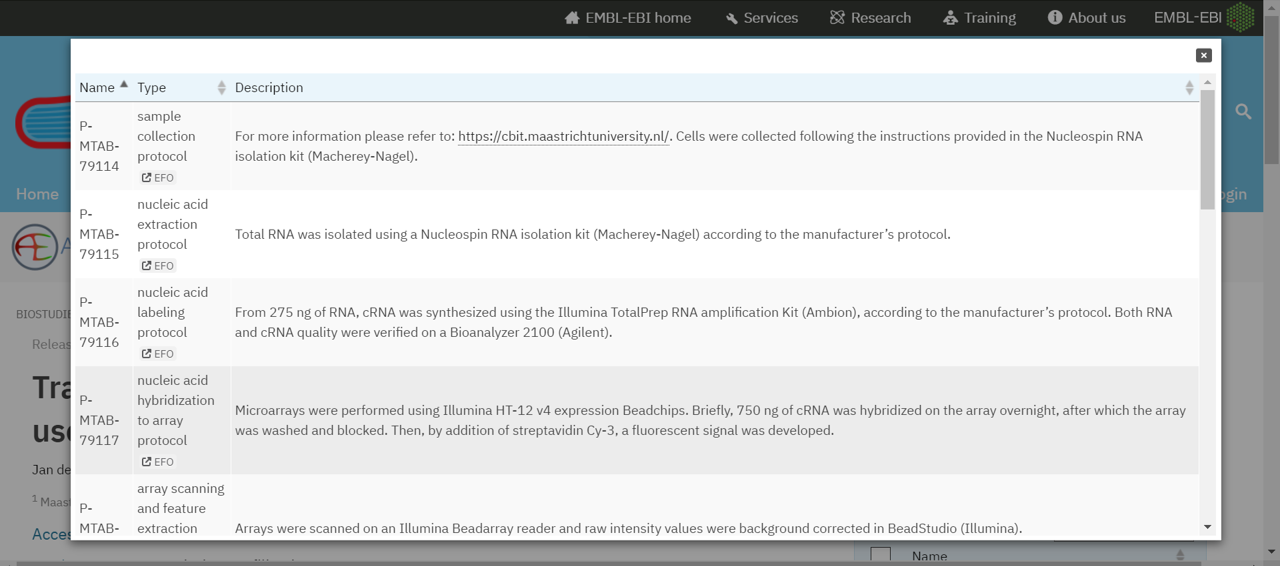 EMBL-EBI home Services Research Training About us EMBL-EBI
Name Type Description
P-MTAB-79114
sample collection protocol
EFO
For more information please refer to: https://cbit.maastrichtuniversity.nl/. Cells were collected following the instructions provided in the Nucleospin RNA
isolation kit (Macherey-Nagel).
P-MTAB-79115
nucleic acid extraction protocol
EFO
Total RNA was isolated using a Nucleospin RNA isolation kit (Macherey-Nagel) according to the manufacturer’s protocol.
P-MTAB-79116
nucleic acid labeling protocol
EFO
From 275 ng of RNA, cRNA was synthesized using the Illumina TotalPrep RNA amplification Kit (Ambion), according to the manufacturer’s protocol. Both RNA
and cRNA quality were verified on a Bioanalyzer 2100 (Agilent).
P-MTAB-79117
nucleic acid hybridization to array protocol
EFO
Microarrays were performed using Illumina HT-12 v4 expression Beadchips. Briefly, 750 ng of cRNA was hybridized on the array overnight, after which the array
was washed and blocked. Then, by addition of streptavidin Cy-3, a fluorescent signal was developed.
P-MTAB-
array scanning and feature extraction
Arrays were scanned on an Illumina Beadarray reader and raw intensity values were background corrected in BeadStudio (Illumina).
Home
ogin
BIOSTUDIE
Releas
Tra
use
Jan de
1 Maast
Acces
Name